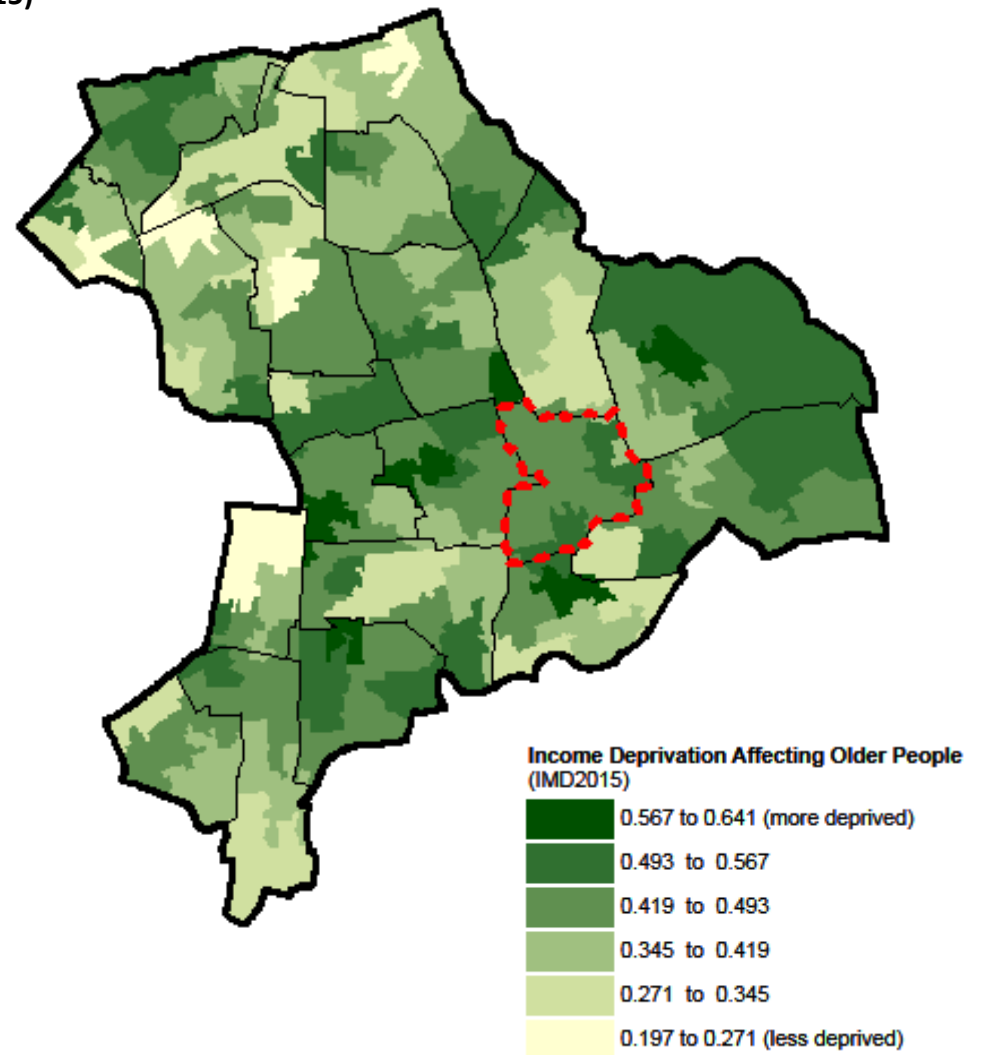 Income Deprivation Affecting Older People
(IMD2015)
0.567 to 0.641 (more deprived)
0.493 to 0.567
0.419 to 0.493
0.345 to 0.419
0.271 to 0.345
0.197 to 0.271 (less deprived)